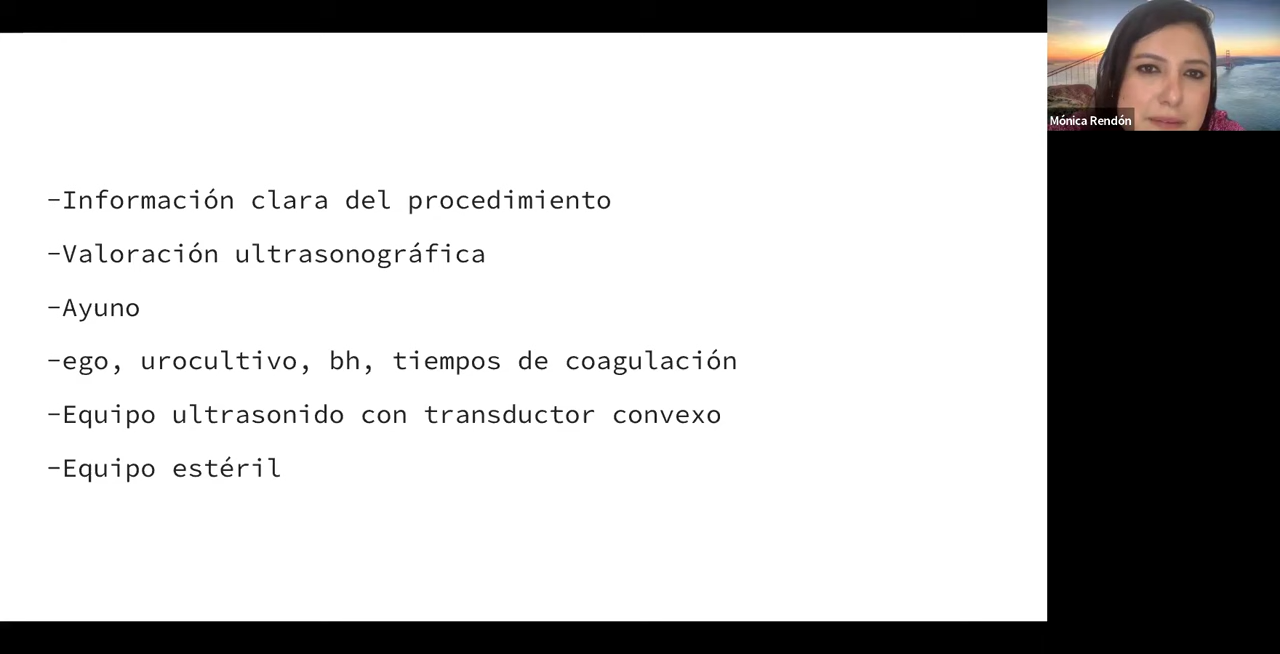 -Información clara del procedimiento
-Valoración ultrasonográfica
-Ayuno
-ego, urocultivo, bh, tiempos de coagulación
-Equipo ultrasonido con transductor convexo
-Equipo estéril
Mónica Rendón